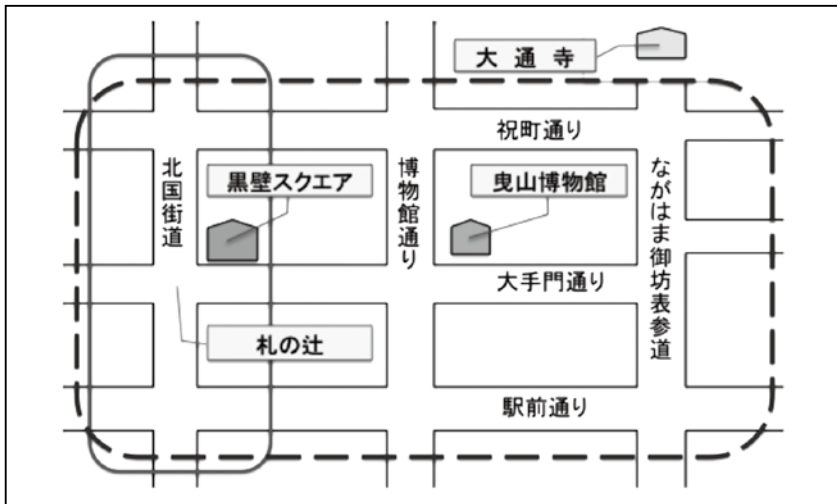 大通寺
祝町通り
北国街道
黒壁スクエア
博物館通り
曳山博物館
ながはま御坊表参道
大手門通り
札の辻
駅前通り